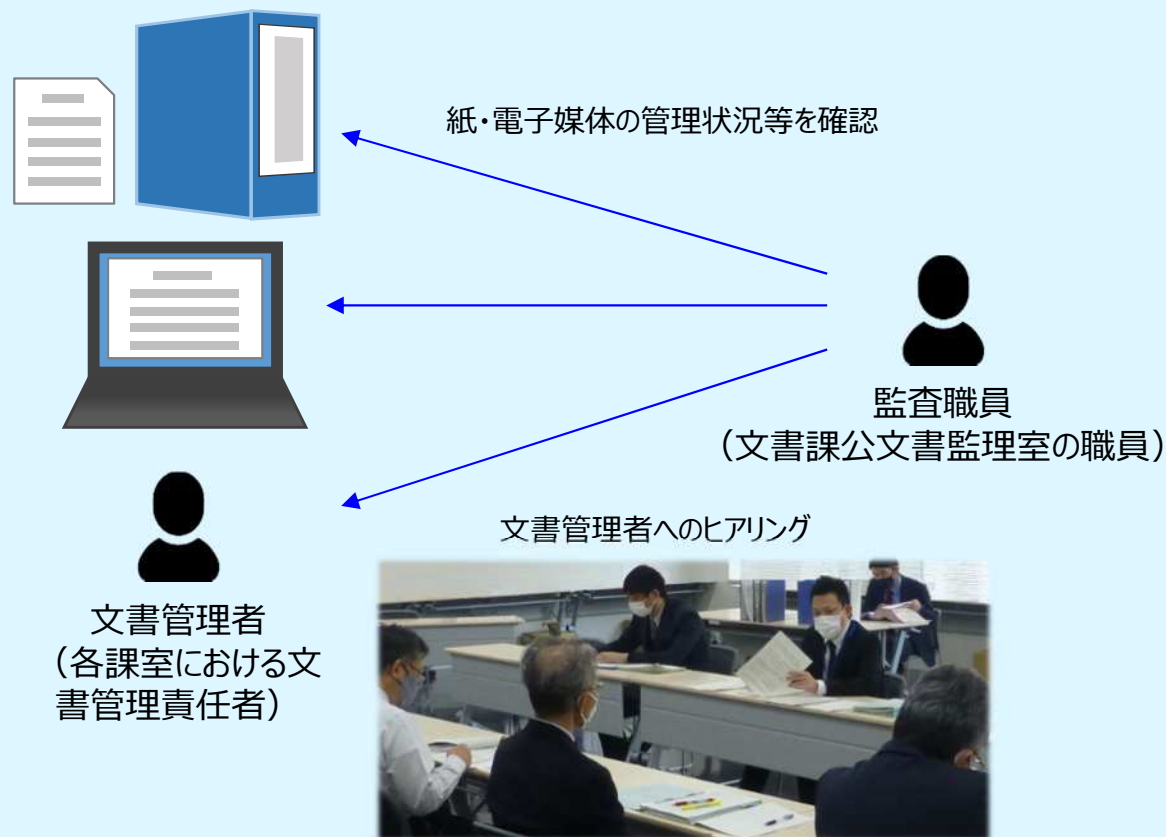 紙・電子媒体の管理状況等を確認
監査職員
（文書課公文書監理室の職員）
文書管理者へのヒアリング
文書管理者
（各課室における文
書管理責任者）